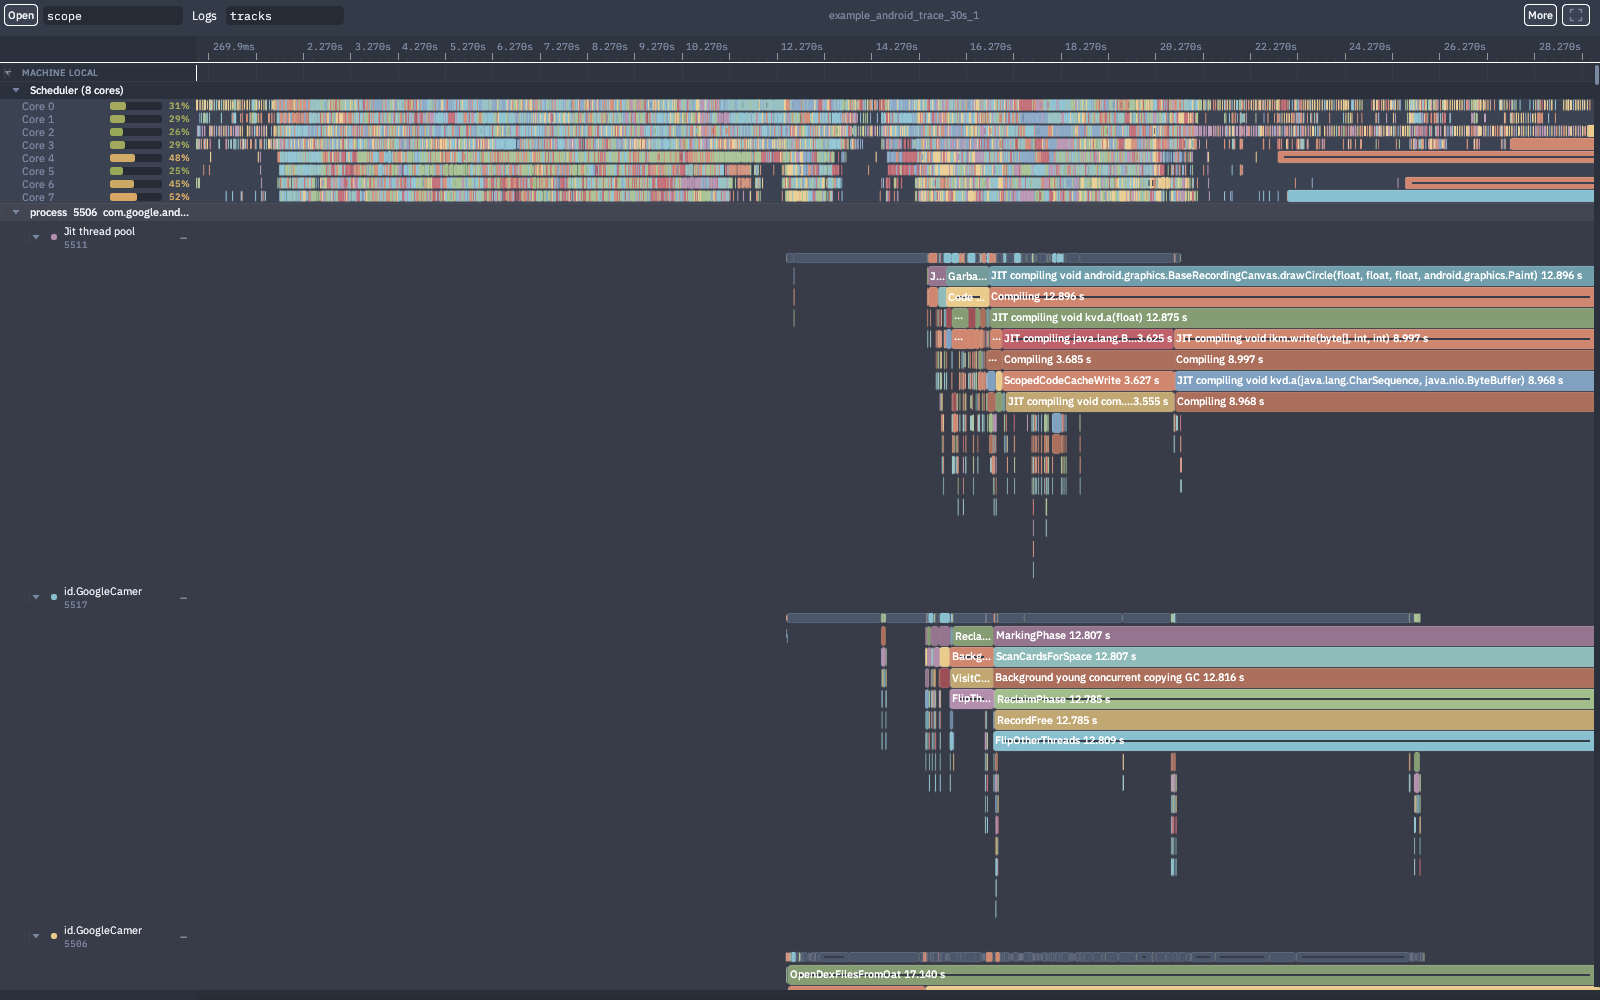 Open scope Logs tracks example_android_trace_30s_1 More
269.9ms 2.270s 3.270s 4.270s 5.270s 6.270s 7.270s 8.270s 9.270s 10.270s 12.270s 14.270s 16.270s 18.270s 20.270s 22.270s 24.270s 26.270s 28.270s
MACHINE LOCAL
Scheduler (8 cores)
Core 0 31%
Core 1 29%
Core 2 26%
Core 3 29%
Core 4 48%
Core 5 25%
Core 6 45%
Core 7 52%
process 5506 com.google.and...
Jit thread pool
5511
J... Garba... JIT compiling void android.graphics.BaseRecordingCanvas.drawCircle(float, float, float, android.graphics.Paint) 12.896 s
Code ... Compiling 12.896 s
... JIT compiling void kvd.a(float) 12.875 s
... ... JIT compiling java.lang.B...3.625 s JIT compiling void ikm.write(byte[], int, int) 8.997 s
... Compiling 3.685 s Compiling 8.997 s
ScopedCodeCacheWrite 3.627 s JIT compiling void kvd.a(java.lang.CharSequence, java.nio.ByteBuffer) 8.968 s
JIT compiling void com....3.555 s Compiling 8.968 s
id.GoogleCamer
5517
Recla... MarkingPhase 12.807 s
Backg... ScanCardsForSpace 12.807 s
VisitC... Background young concurrent copying GC 12.816 s
FlipTh... ReclaimPhase 12.785 s
RecordFree 12.785 s
FlipOtherThreads 12.809 s
id.GoogleCamer
5506
OpenDexFilesFromOat 17.140 s